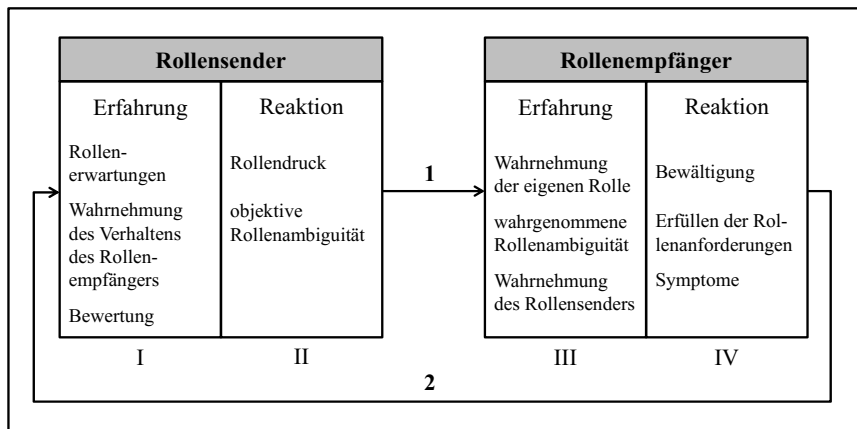 Rollensender
Erfahrung
Rollen-
erwartungen
Wahrnehmung
des Verhaltens
des Rollen-
empfängers
Bewertung
Reaktion
Rollendruck
objektive
Rollenambiguität
I
II
1
Rollenempfänger
Erfahrung
Wahrnehmung
der eigenen Rolle
wahrgenommene
Rollenambiguität
Wahrnehmung
des Rollensenders
Reaktion
Bewältigung
Erfüllen der Rol-
lenanforderungen
Symptome
III
IV
2